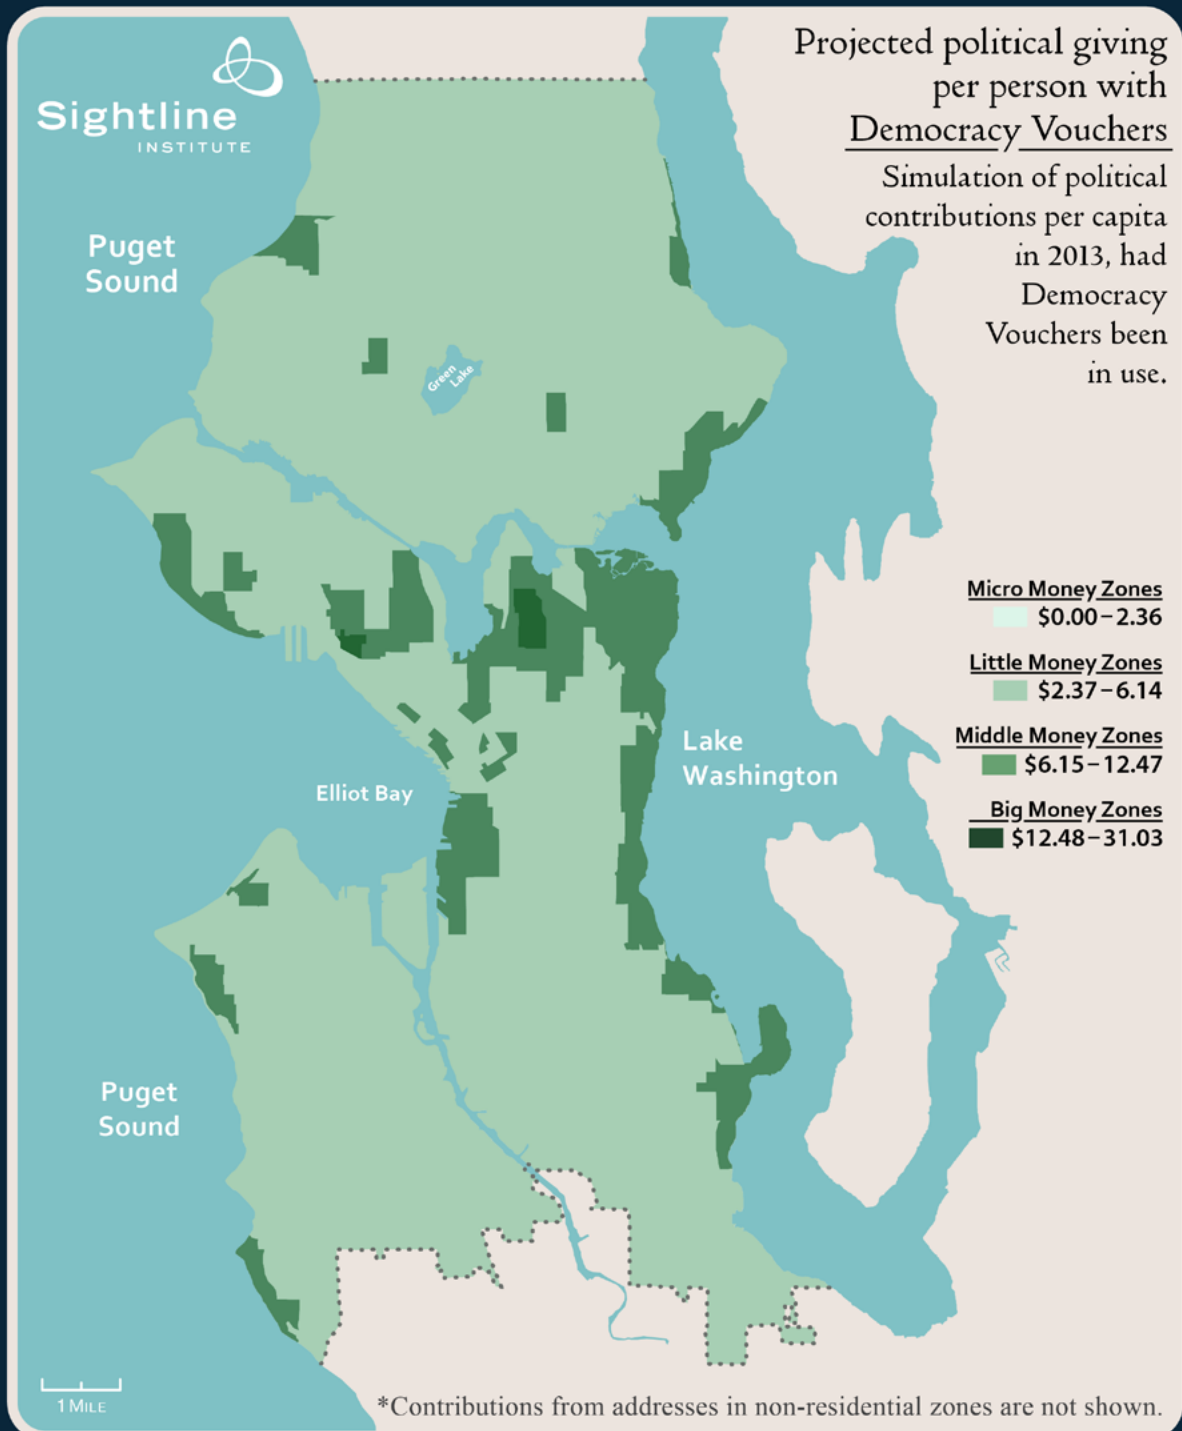 Sightline
INSTITUTE
Projected political giving
per person with
Democracy Vouchers
Simulation of political
contributions per capita
in 2013, had
Democracy
Vouchers been
in use.
Puget
Sound
Green
Lake
Micro Money Zones
$0.00–2.36
Little Money Zones
$2.37–6.14
Middle Money Zones
$6.15–12.47
Big Money Zones
$12.48–31.03
Lake
Washington
Elliot Bay
Puget
Sound
1 MILE
*Contributions from addresses in non-residential zones are not shown.